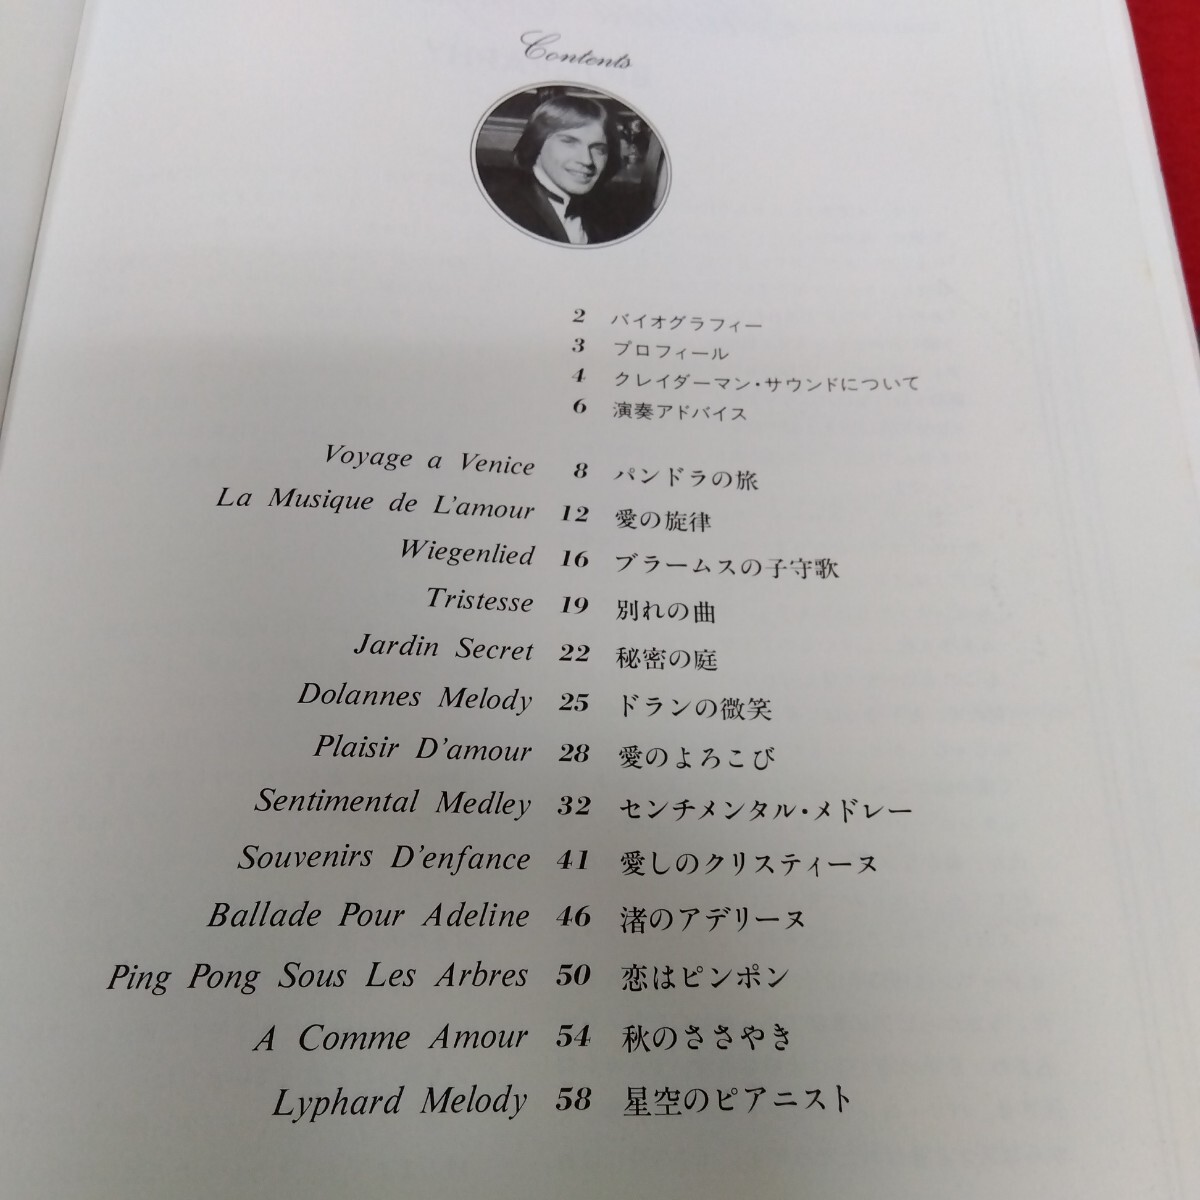 Contents
2 バイオグラフィー
3 プロフィール
4 クレイダーマン・サウンドについて
6 演奏アドバイス
Voyage a Venice 8 パンドラの旅
La Musique de L'amour 12 愛の旋律
Wiegenlied 16 ブラームスの子守歌
Tristesse 19 別れの曲
Jardin Secret 22 秘密の庭
Dolannes Melody 25 ドランの微笑
Plaisir D'amour 28 愛のよろこび
Sentimental Medley 32 センチメンタル・メドレー
Souvenirs D'enfance 41 愛しのクリスティーヌ
Ballade Pour Adeline 46 渚のアデリーヌ
Ping Pong Sous Les Arbres 50 恋はピンポン
A Comme Amour 54 秋のささやき
Lyphard Melody 58 星空のピアニスト